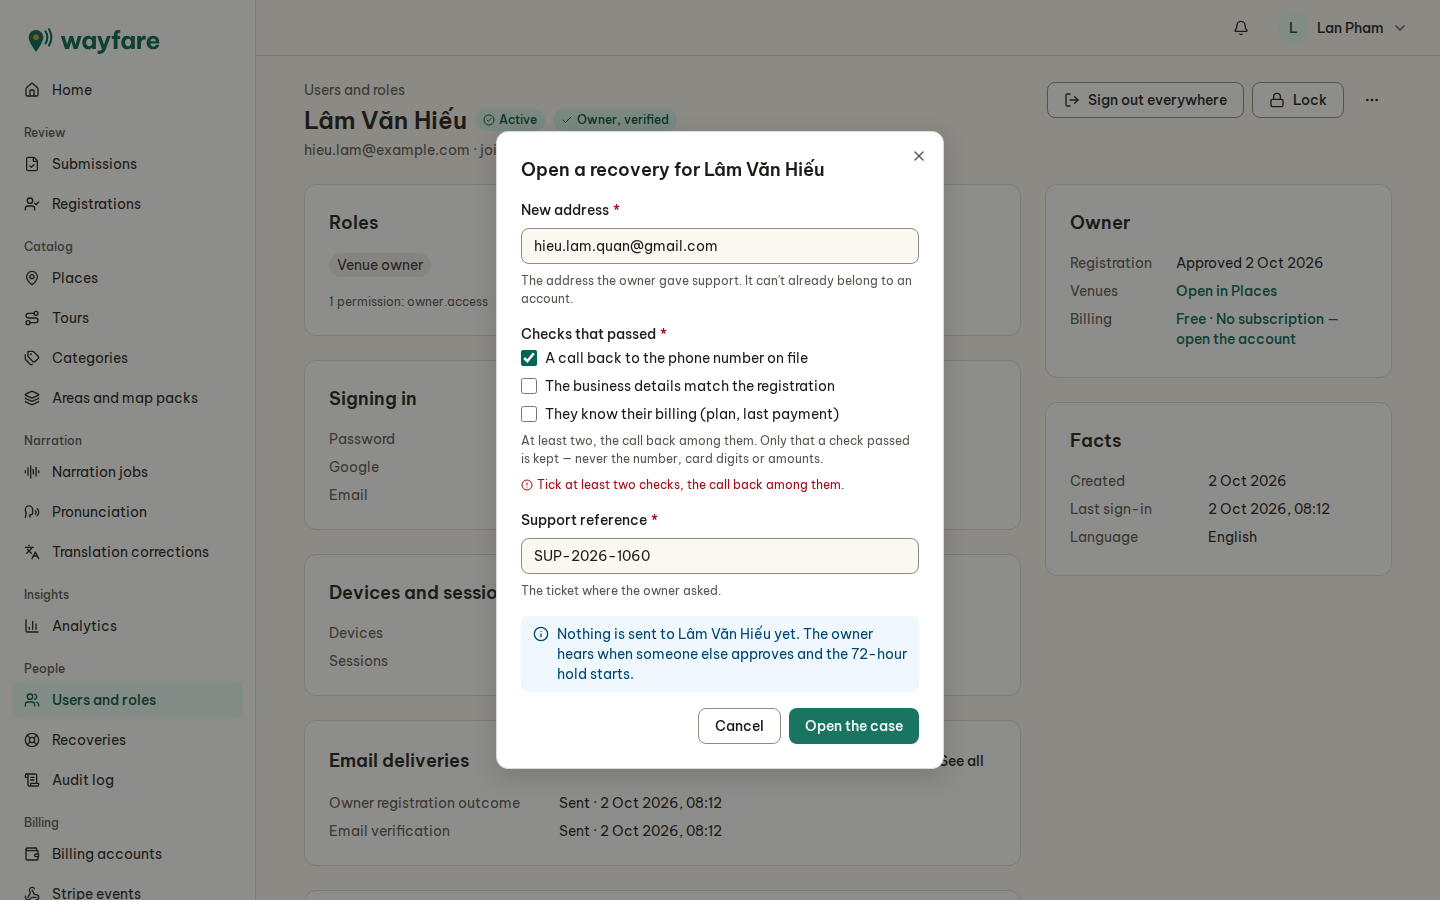 wayfare
Home
Review
Submissions
Registrations
Catalog
Places
Tours
Categories
Areas and map packs
Narration
Narration jobs
Pronunciation
Translation corrections
Insights
Analytics
People
Users and roles
Recoveries
Audit log
Billing
Billing accounts
Stripe events
L Lan Pham
Users and roles
Lâm Văn Hiếu Active Owner, verified
hieu.lam@example.com · joi
Sign out everywhere Lock
Roles
Venue owner
1 permission: owner.access
Signing in
Password
Google
Email
Devices and sessio
Devices
Sessions
Email deliveries See all
Owner registration outcome Sent · 2 Oct 2026, 08:12
Email verification Sent · 2 Oct 2026, 08:12
Owner
Registration Approved 2 Oct 2026
Venues Open in Places
Billing Free · No subscription –
open the account
Facts
Created 2 Oct 2026
Last sign-in 2 Oct 2026, 08:12
Language English
Open a recovery for Lâm Văn Hiếu
New address *
hieu.lam.quan@gmail.com
The address the owner gave support. It can't already belong to an
account.
Checks that passed *
A call back to the phone number on file
The business details match the registration
They know their billing (plan, last payment)
At least two, the call back among them. Only that a check passed
is kept – never the number, card digits or amounts.
Tick at least two checks, the call back among them.
Support reference *
SUP-2026-1060
The ticket where the owner asked.
Nothing is sent to Lâm Văn Hiếu yet. The owner
hears when someone else approves and the 72-hour
hold starts.
Cancel Open the case